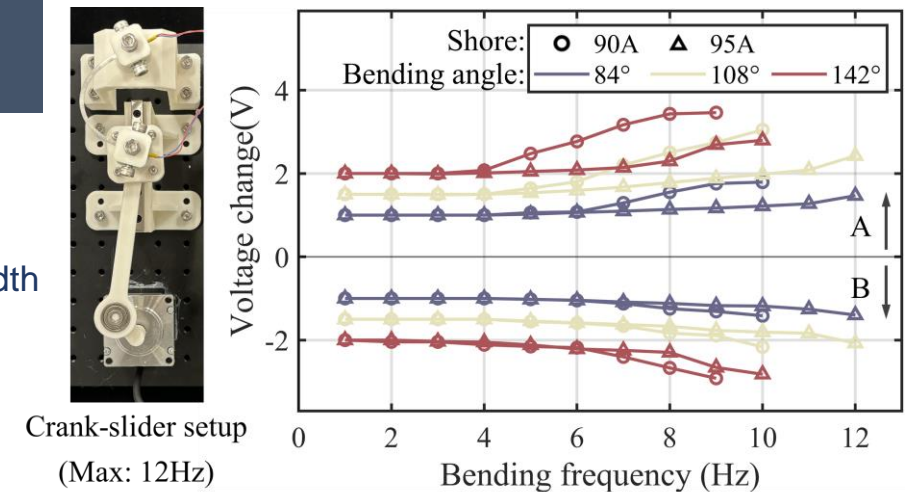 dth
Crank-slider setup
(Max: 12Hz)
Shore: 90A 95A
Bending angle: 84° 108° 142°
Voltage change(V)
4
2
0
-2
A
B
0 2 4 6 8 10 12
Bending frequency (Hz)